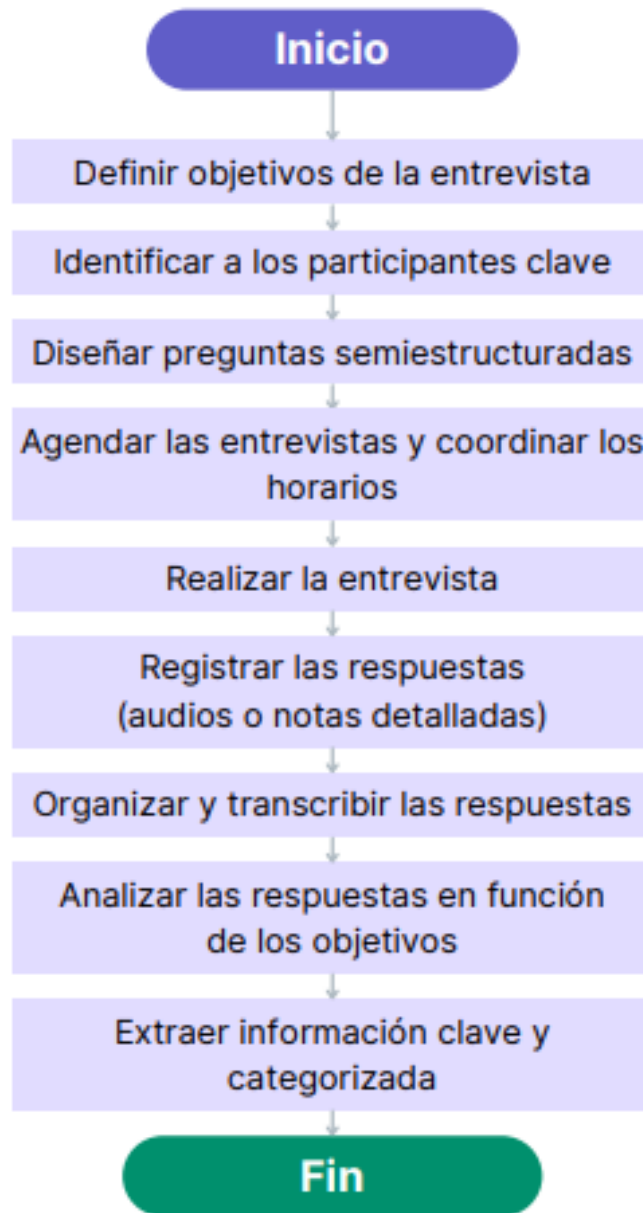 Inicio
Definir objetivos de la entrevista
Identificar a los participantes clave
Diseñar preguntas semiestructuradas
Agendar las entrevistas y coordinar los
horarios
Realizar la entrevista
Registrar las respuestas
(audios o notas detalladas)
Organizar y transcribir las respuestas
Analizar las respuestas en función
de los objetivos
Extraer información clave y
categorizada
Fin